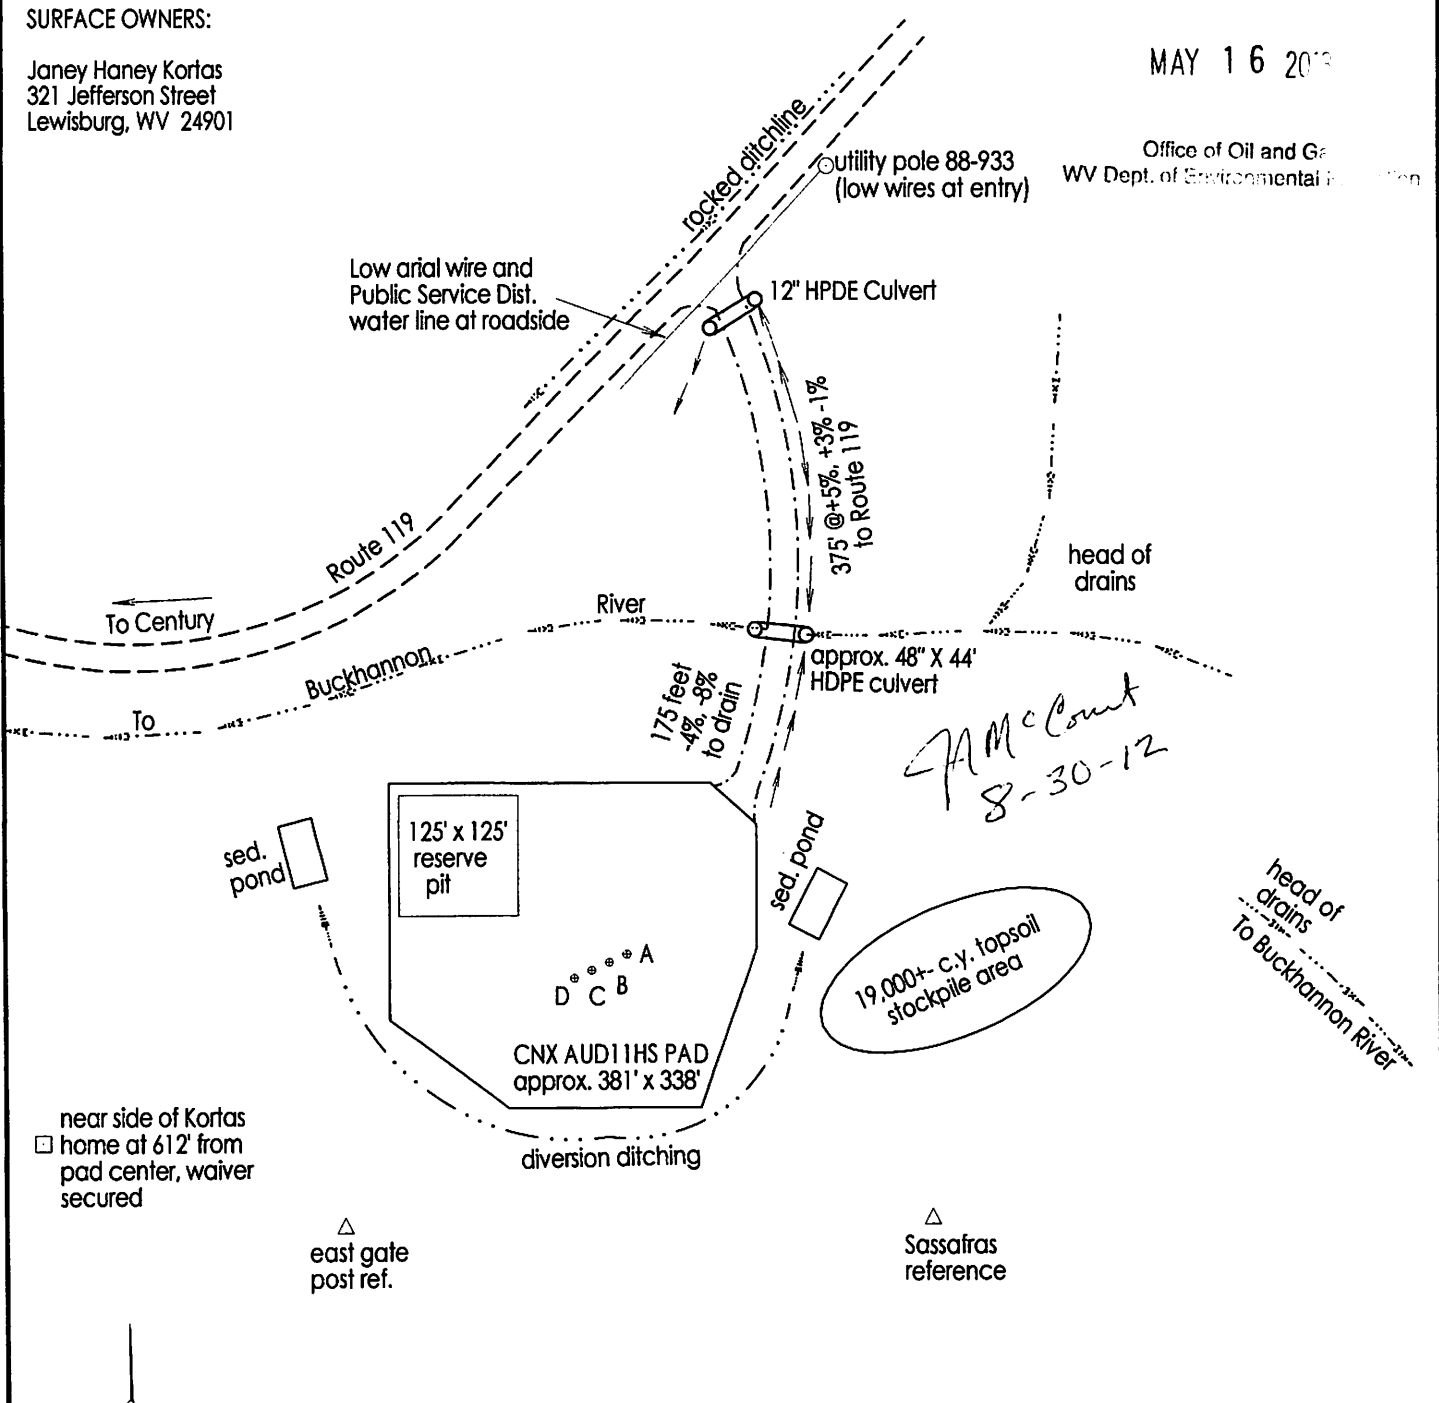 SURFACE OWNERS:
Janey Haney Kortas
321 Jefferson Street
Lewisburg, WV 24901
MAY 16
Office of Oil and
WV Dept. of Environmental
rocked ditchline
utility pole 88-933
(low wires at entry)
Low arial wire and
Public Service Dist.
water line at roadside
12" HPDE Culvert
375' @+5%, +3% -1%
to Route 119
Route 119
To Century
head of
drains
River
Buckhannon
To
approx. 48" X 44'
HDPE culvert
175 feet
-4%, -8%
to drain
JA McCourt
8-30-12
125' x 125'
reserve
pit
sed.
pond
sed. pond
A
B
C
D
19,000+- c.y. topsoil
stockpile area
head of
drains
To Buckhannon River
CNX AUD11HS PAD
approx. 381' x 338'
diversion ditching
near side of Kortas
home at 612' from
pad center, waiver
secured
east gate
post ref.
Sassafras
reference